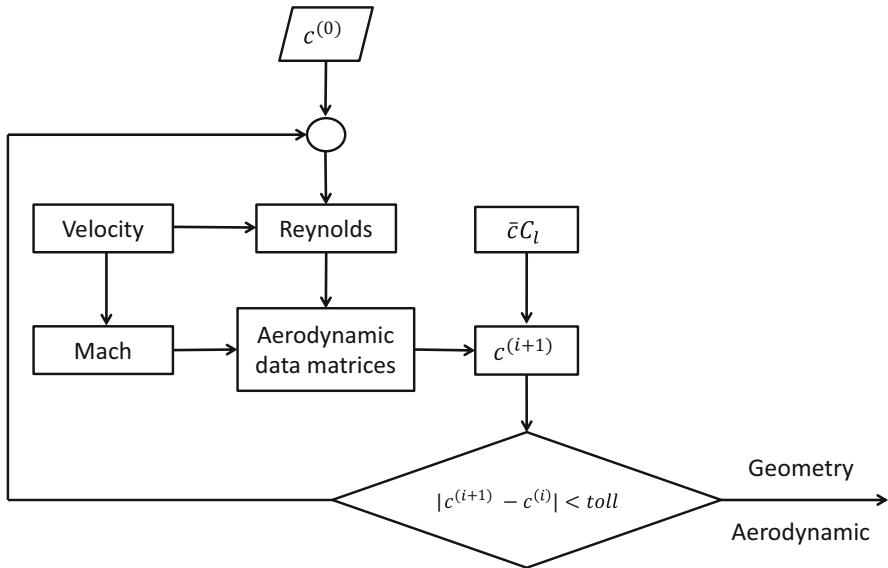 c^{(0)}
Velocity
Reynolds
c̄C_l
Mach
Aerodynamic
data matrices
c^{(i+1)}
|c^{(i+1)} − c^{(i)}| < toll
Geometry
Aerodynamic